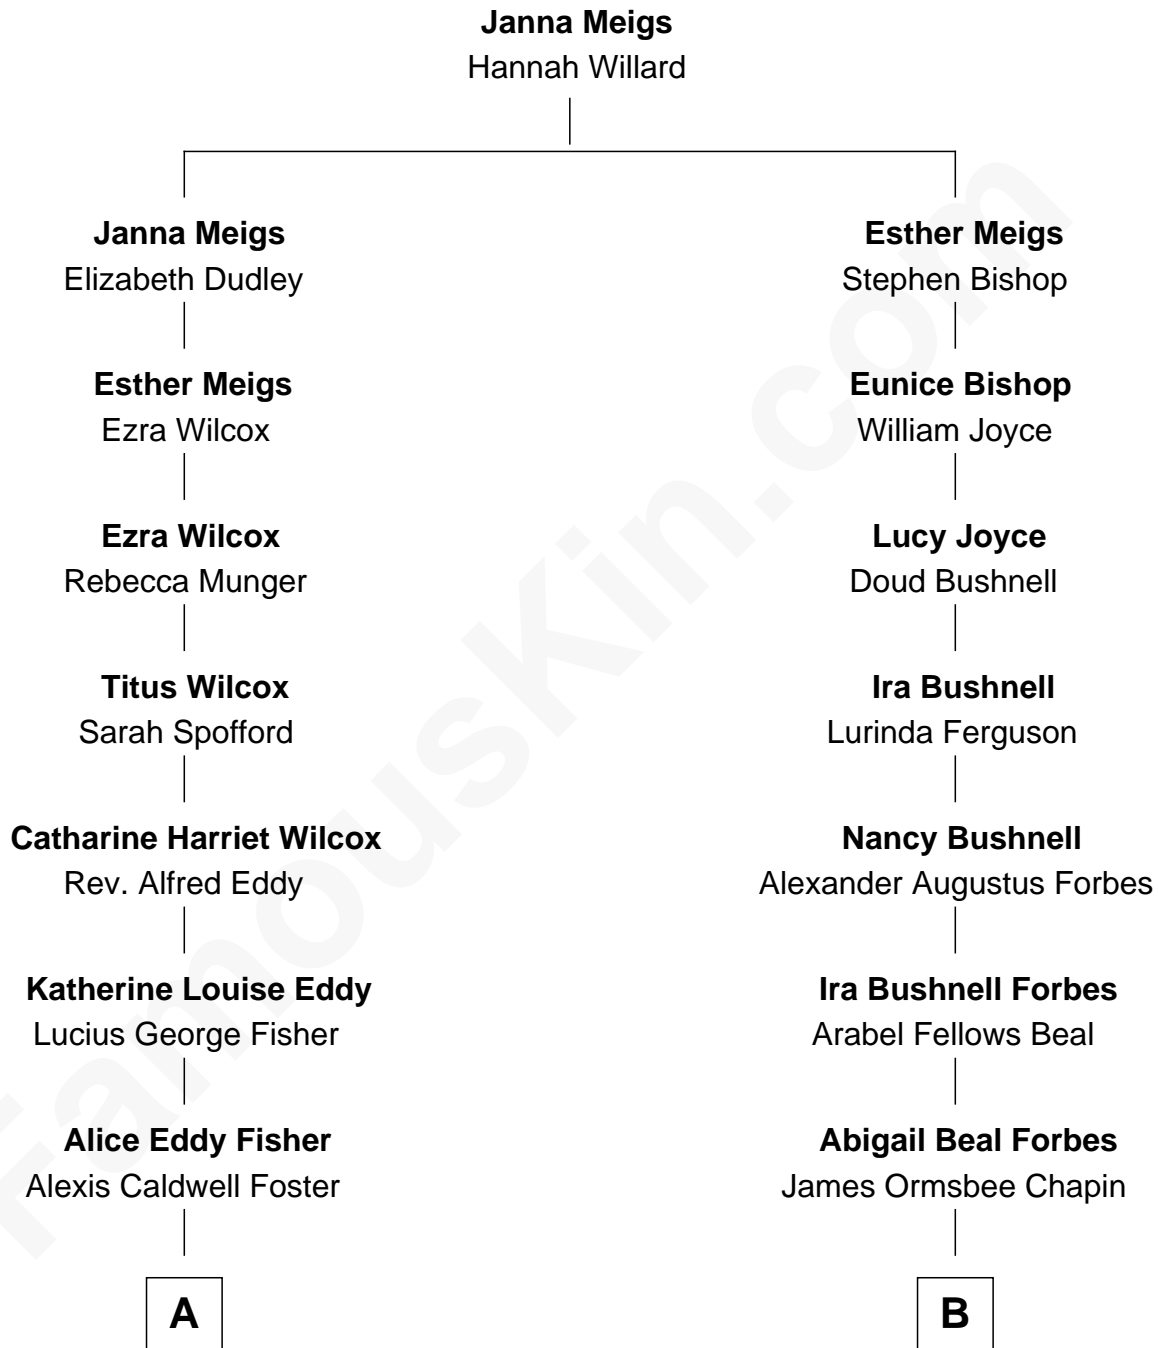 Janna Meigs
Hannah Willard
Janna Meigs
Elizabeth Dudley
Esther Meigs
Stephen Bishop
Esther Meigs
Ezra Wilcox
Eunice Bishop
William Joyce
Ezra Wilcox
Rebecca Munger
Lucy Joyce
Doud Bushnell
Titus Wilcox
Sarah Spofford
Ira Bushnell
Lurinda Ferguson
Catharine Harriet Wilcox
Rev. Alfred Eddy
Nancy Bushnell
Alexander Augustus Forbes
Katherine Louise Eddy
Lucius George Fisher
Ira Bushnell Forbes
Arabel Fellows Beal
Alice Eddy Fisher
Alexis Caldwell Foster
Abigail Beal Forbes
James Ormsbee Chapin
A
B
FamousKin.com